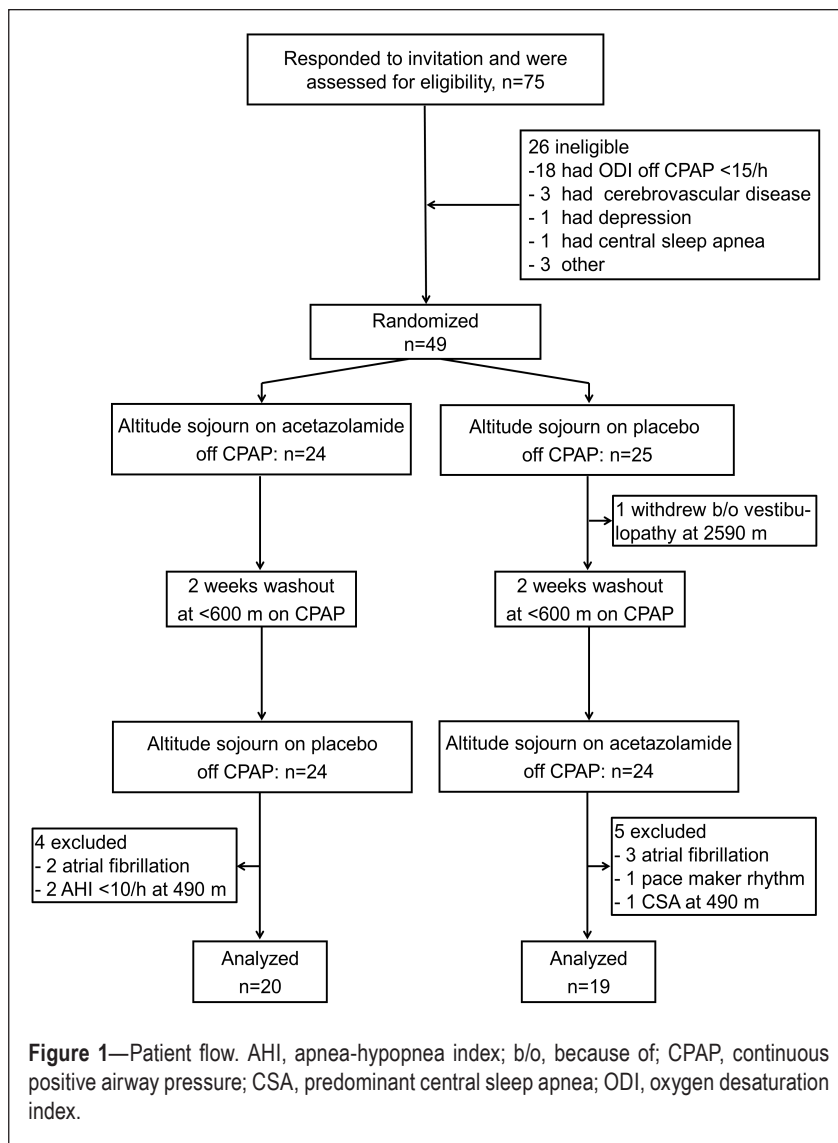 Responded to invitation and were
assessed for eligibility, n=75
26 ineligible
-18 had ODI off CPAP <15/h
- 3 had cerebrovascular disease
- 1 had depression
- 1 had central sleep apnea
- 3 other
Randomized
n=49
Altitude sojourn on acetazolamide
off CPAP: n=24
Altitude sojourn on placebo
off CPAP: n=25
1 withdrew b/o vestibu-
lopathy at 2590 m
2 weeks washout
at <600 m on CPAP
2 weeks washout
at <600 m on CPAP
Altitude sojourn on placebo
off CPAP: n=24
Altitude sojourn on acetazolamide
off CPAP: n=24
4 excluded
- 2 atrial fibrillation
- 2 AHI <10/h at 490 m
5 excluded
- 3 atrial fibrillation
- 1 pace maker rhythm
- 1 CSA at 490 m
Analyzed
n=20
Analyzed
n=19
Figure 1—Patient flow. AHI, apnea-hypopnea index; b/o, because of; CPAP, continuous
positive airway pressure; CSA, predominant central sleep apnea; ODI, oxygen desaturation
index.